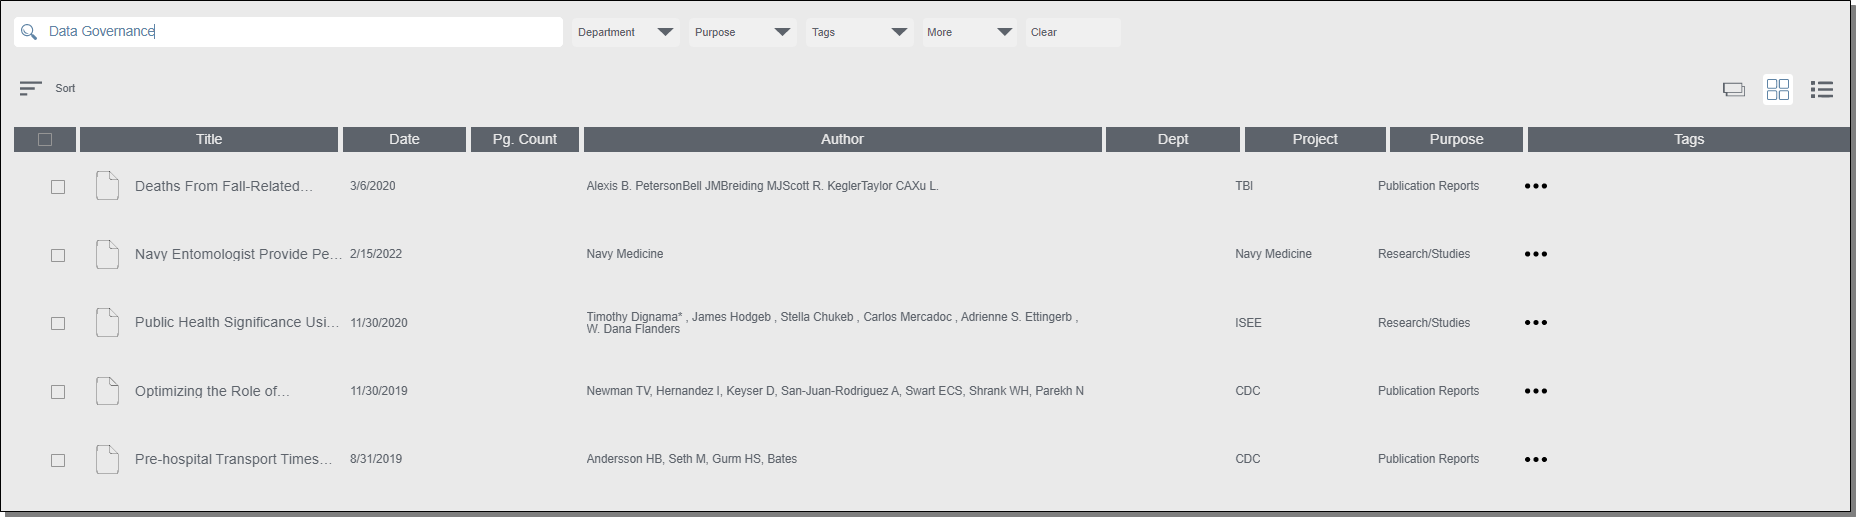 Data Governance
Department
Purpose
Tags
More
Clear
Sort
Title Date Pg. Count Author Dept Project Purpose Tags
Deaths From Fall-Related... 3/6/2020 Alexis B. PetersonBell JMBreiding MJScott R. KeglerTaylor CAXu L. TBI Publication Reports
Navy Entomologist Provide Pe... 2/15/2022 Navy Medicine Navy Medicine Research/Studies
Public Health Significance Usi... 11/30/2020 Timothy Dignama* , James Hodgeb , Stella Chukeb , Carlos Mercadoc , Adrienne S. Ettingerb ,
W. Dana Flanders ISEE Research/Studies
Optimizing the Role of... 11/30/2019 Newman TV, Hernandez I, Keyser D, San-Juan-Rodriguez A, Swart ECS, Shrank WH, Parekh N CDC Publication Reports
Pre-hospital Transport Times... 8/31/2019 Andersson HB, Seth M, Gurm HS, Bates CDC Publication Reports